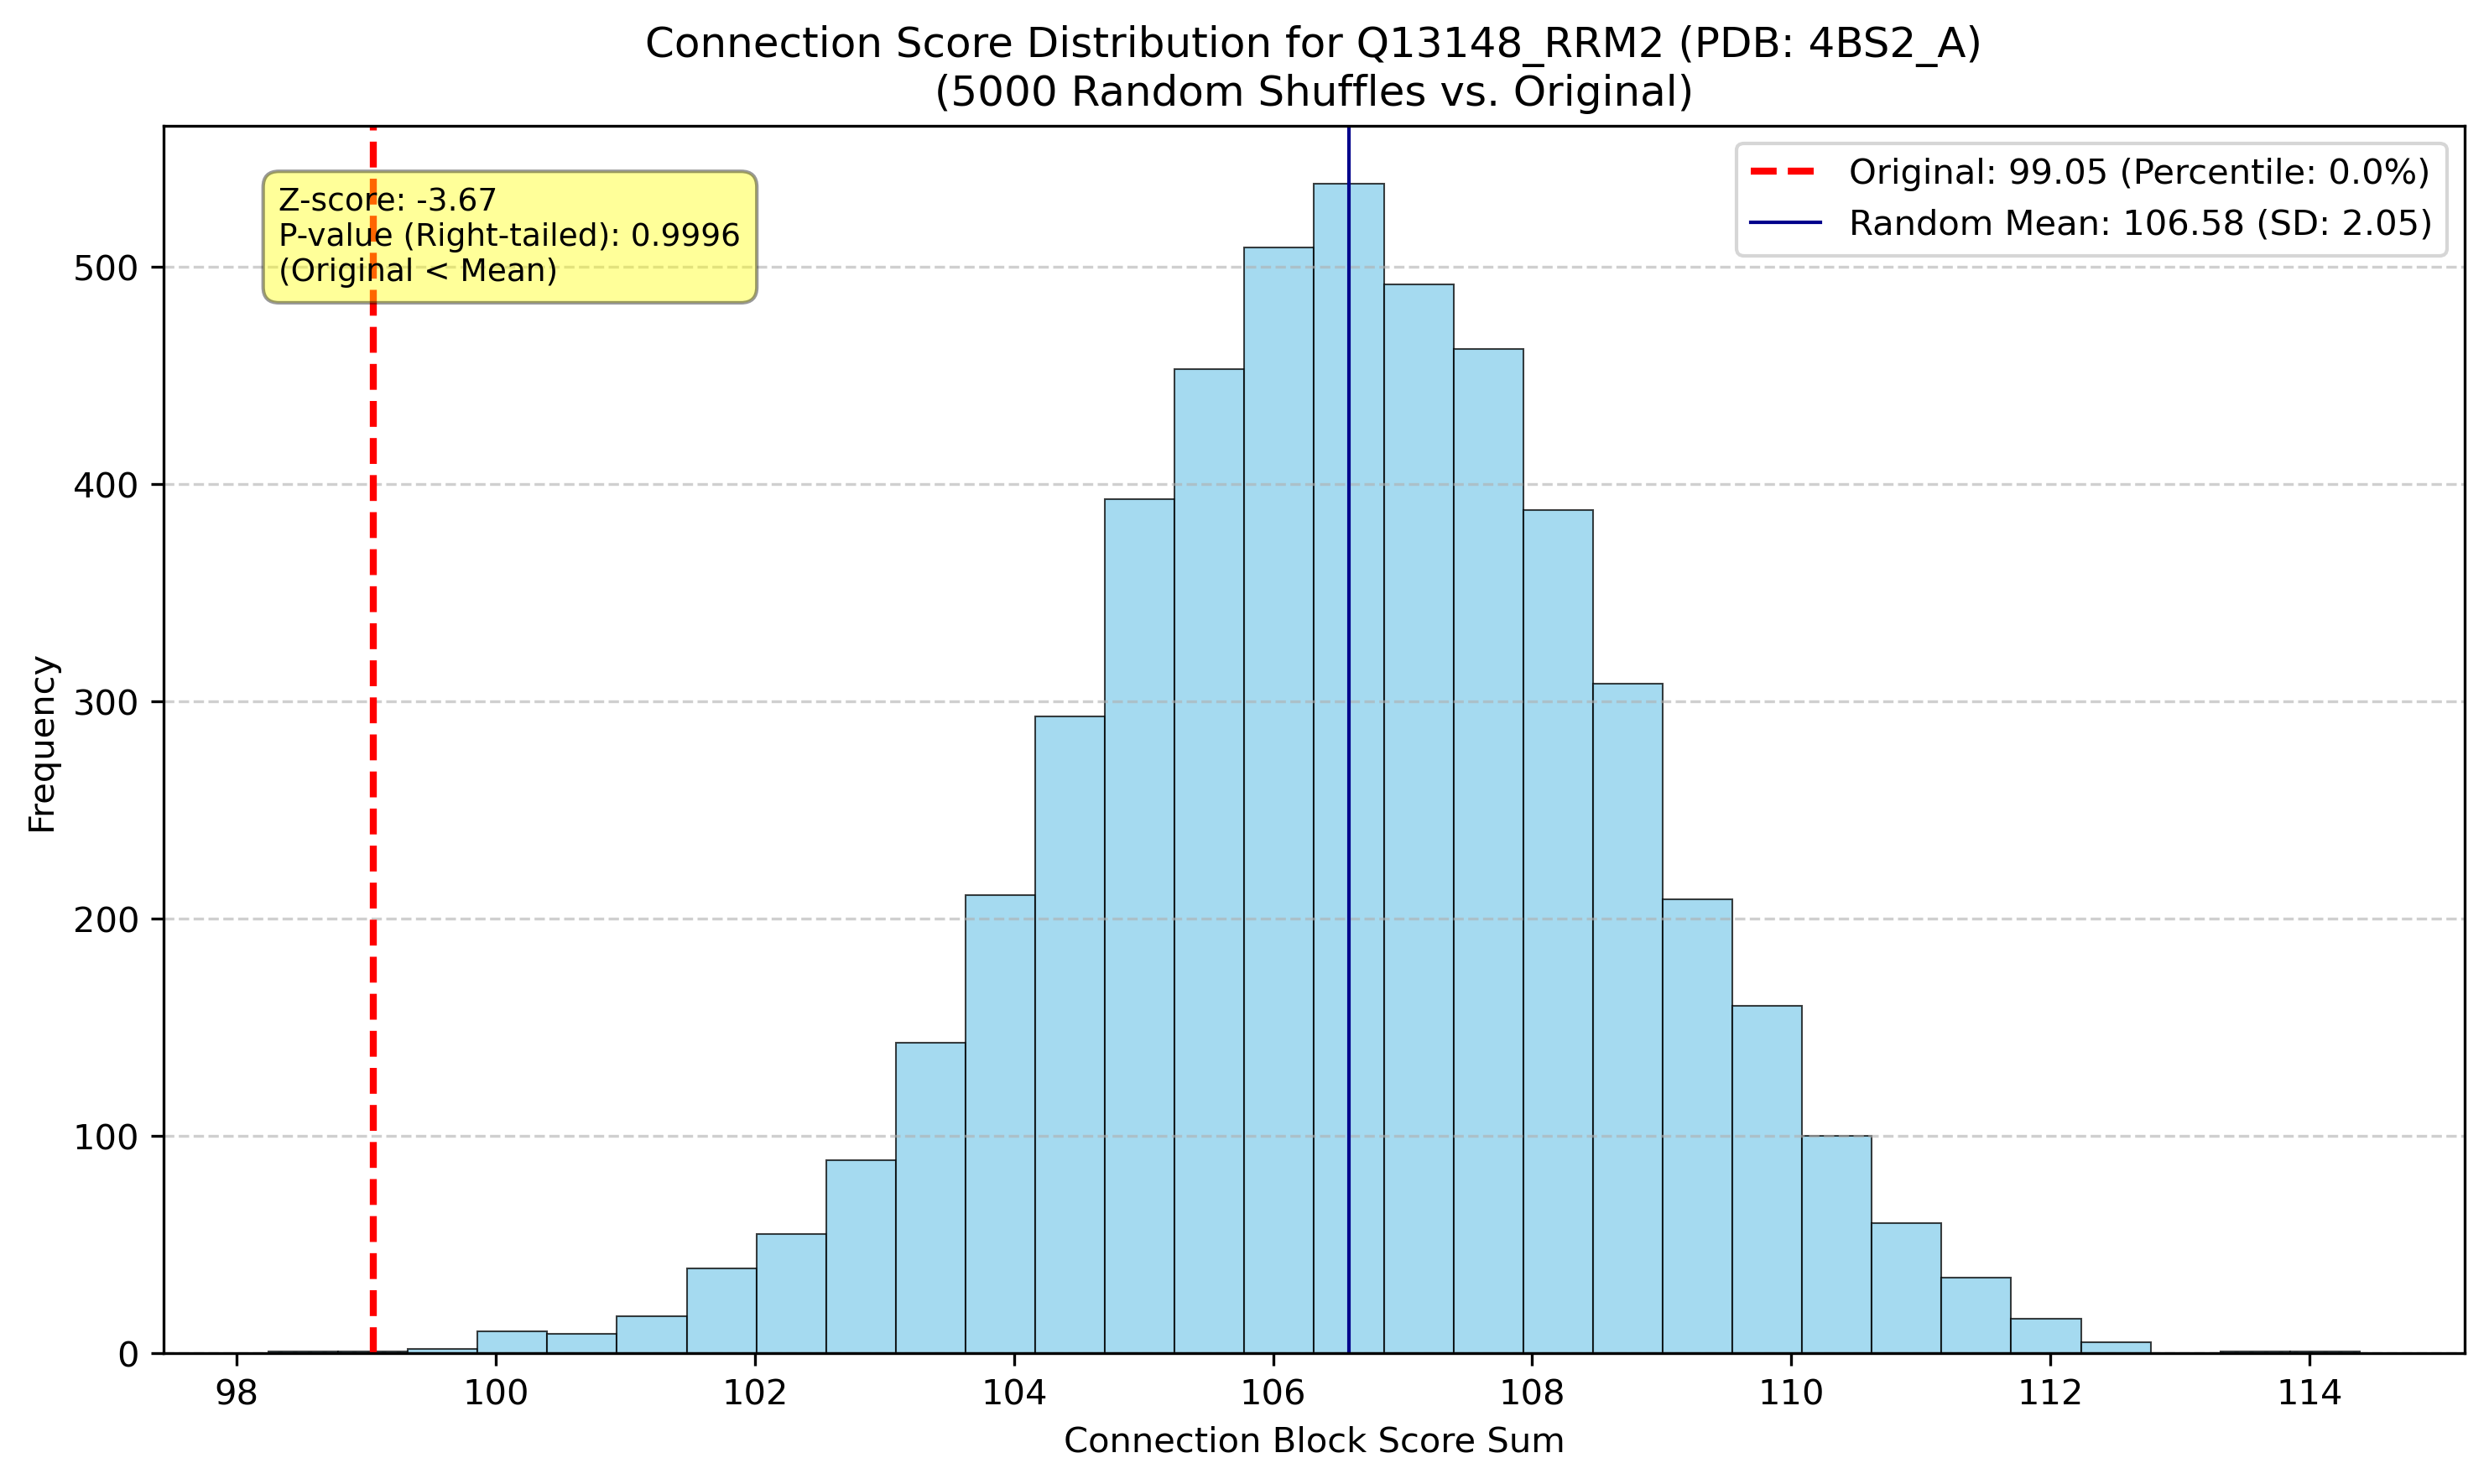 Connection Score Distribution for Q13148_RRM2 (PDB: 4BS2_A)
(5000 Random Shuffles vs. Original)
Original: 99.05 (Percentile: 0.0%)
Random Mean: 106.58 (SD: 2.05)
Z-score: -3.67
P-value (Right-tailed): 0.9996
(Original < Mean)
Frequency
500
400
300
200
100
0
98 100 102 104 106 108 110 112 114
Connection Block Score Sum